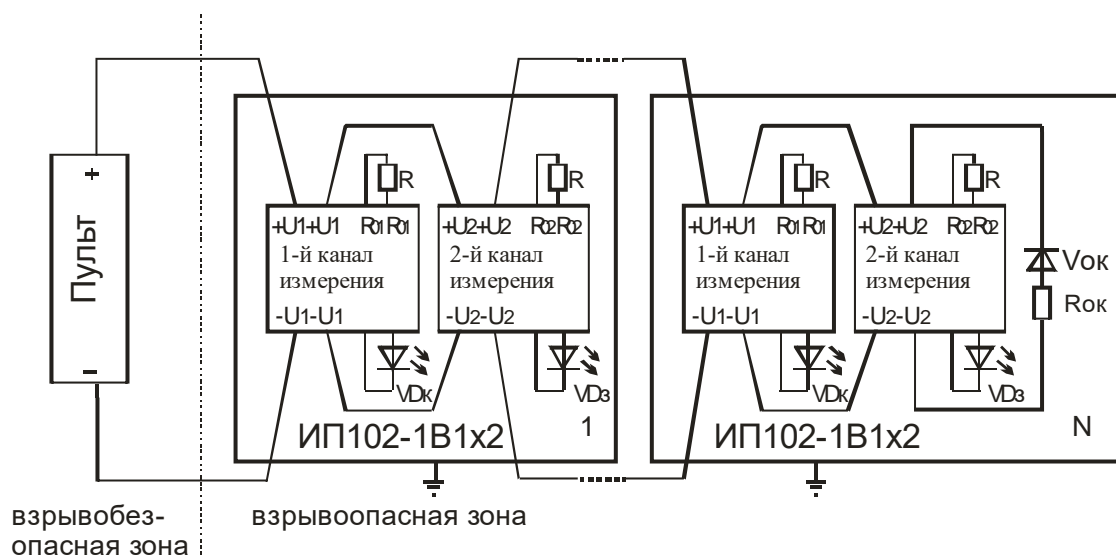 +
Пульт
–
R
R
R
R
+U1+U1 R01R01
1-й канал
измерения
-U1-U1
+U2+U2 R02R02
2-й канал
измерения
-U2-U2
+U1+U1 R01R01
1-й канал
измерения
-U1-U1
+U2+U2 R02R02
2-й канал
измерения
-U2-U2
Vок
Rок
VDк
VDз
VDк
VDз
ИП102-1В1х2
1
ИП102-1В1х2
N
взрывобез-
опасная зона
взрывоопасная зона